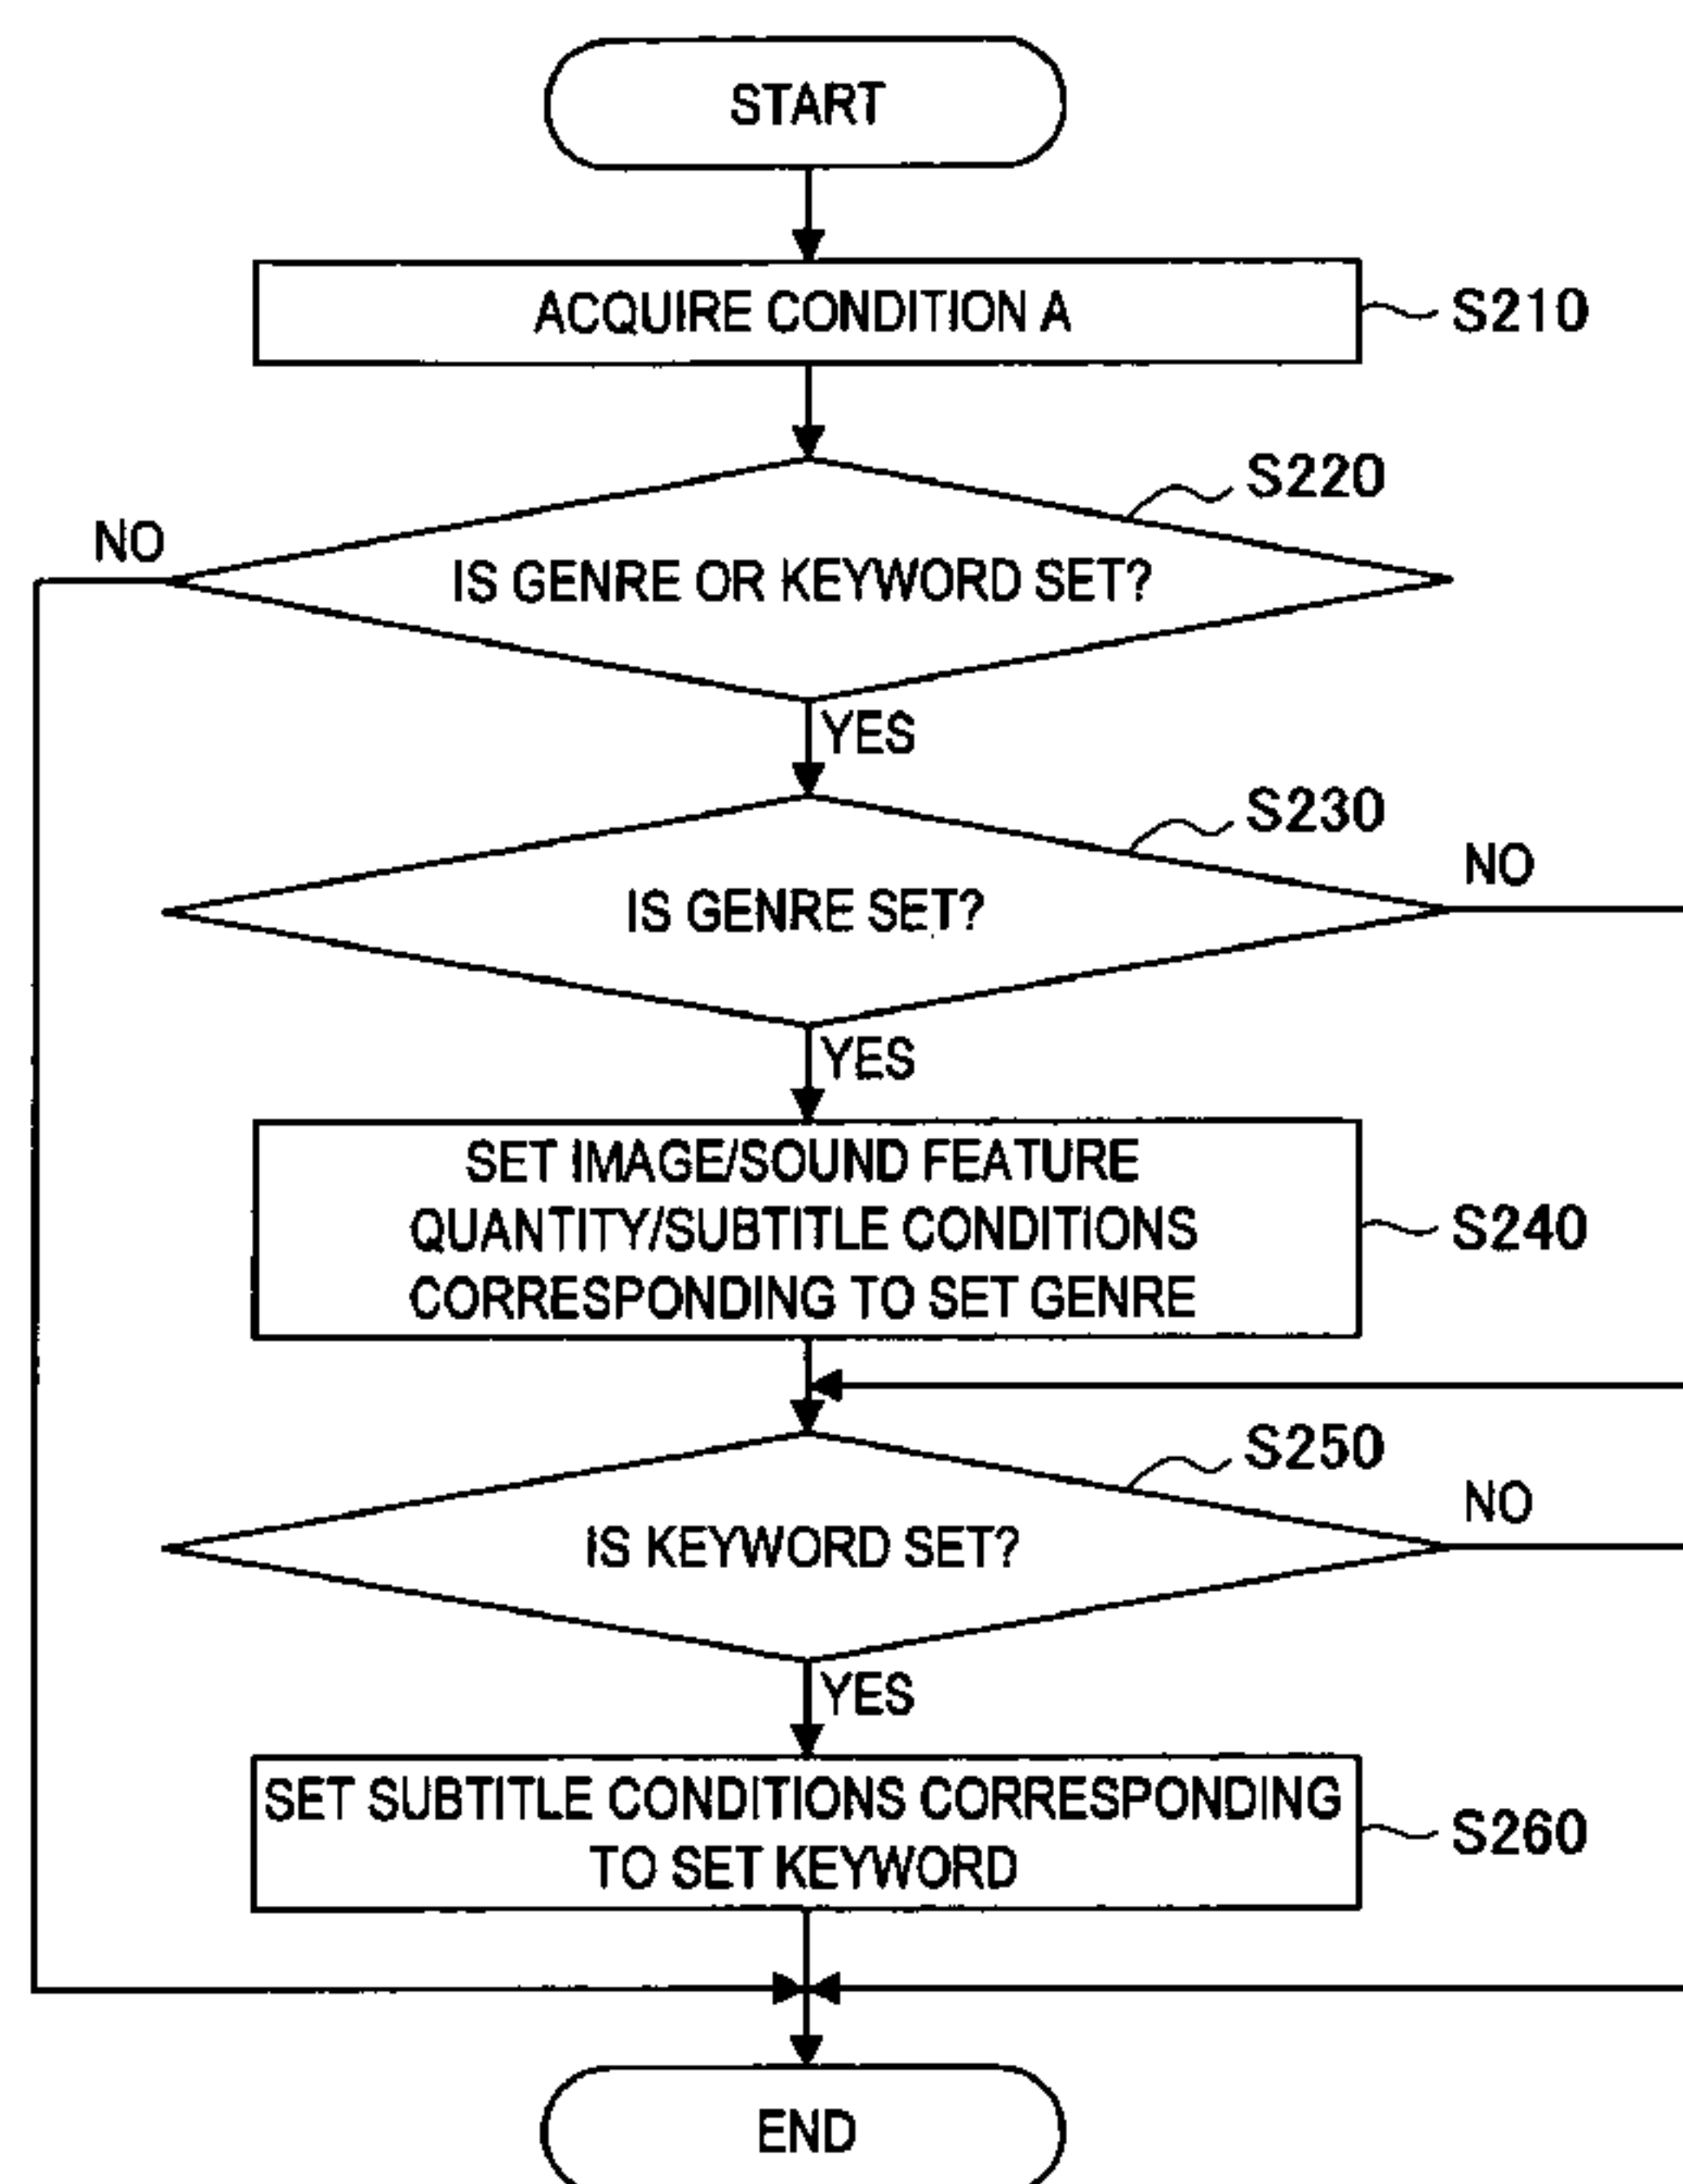 START
ACQUIRE CONDITION A
S210
S220
NO
IS GENRE OR KEYWORD SET?
YES
S230
NO
IS GENRE SET?
YES
SET IMAGE/SOUND FEATURE
QUANTITY/SUBTITLE CONDITIONS
CORRESPONDING TO SET GENRE
S240
S250
NO
IS KEYWORD SET?
YES
SET SUBTITLE CONDITIONS CORRESPONDING
TO SET KEYWORD
S260
END